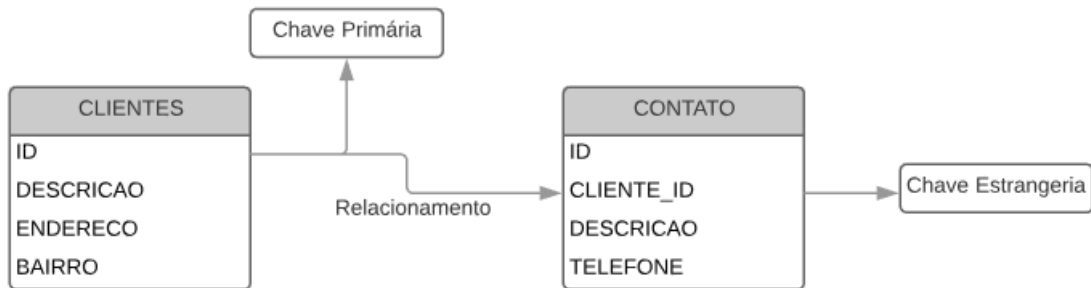 Chave Primária
CLIENTES
ID
DESCRICAO
ENDERECO
BAIRRO
Relacionamento
CONTATO
ID
CLIENTE_ID
DESCRICAO
TELEFONE
Chave Estrangeria